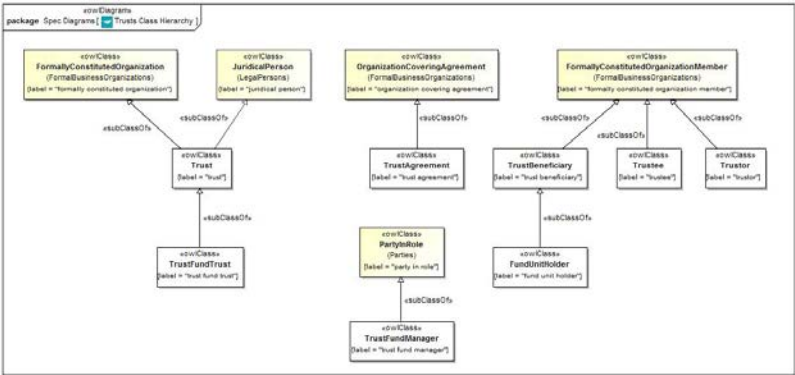 «owlDiagram»
package Spec Diagrams [ Trusts Class Hierarchy ]
«owlClass»
FormallyConstitutedOrganization
(FormalBusinessOrganizations)
[label = "formally constituted organization"]
«owlClass»
JuridicalPerson
(LegalPersons)
[label = "juridical person"]
«owlClass»
OrganizationCoveringAgreement
(FormalBusinessOrganizations)
[label = "organization covering agreement"]
«owlClass»
FormallyConstitutedOrganizationMember
(FormalBusinessOrganizations)
[label = "formally constituted organization member"]
«subClassOf»
«subClassOf»
«subClassOf»
«subClassOf»
«subClassOf»
«subClassOf»
«owlClass»
Trust
[label = "trust"]
«owlClass»
TrustAgreement
[label = "trust agreement"]
«owlClass»
TrustBeneficiary
[label = "trust beneficiary"]
«owlClass»
Trustee
[label = "trustee"]
«owlClass»
Trustor
[label = "trustor"]
«subClassOf»
«subClassOf»
«owlClass»
TrustFundTrust
[label = "trust fund trust"]
«owlClass»
PartyInRole
(Parties)
[label = "party in role"]
«owlClass»
FundUnitHolder
[label = "fund unit holder"]
«subClassOf»
«owlClass»
TrustFundManager
[label = "trust fund manager"]